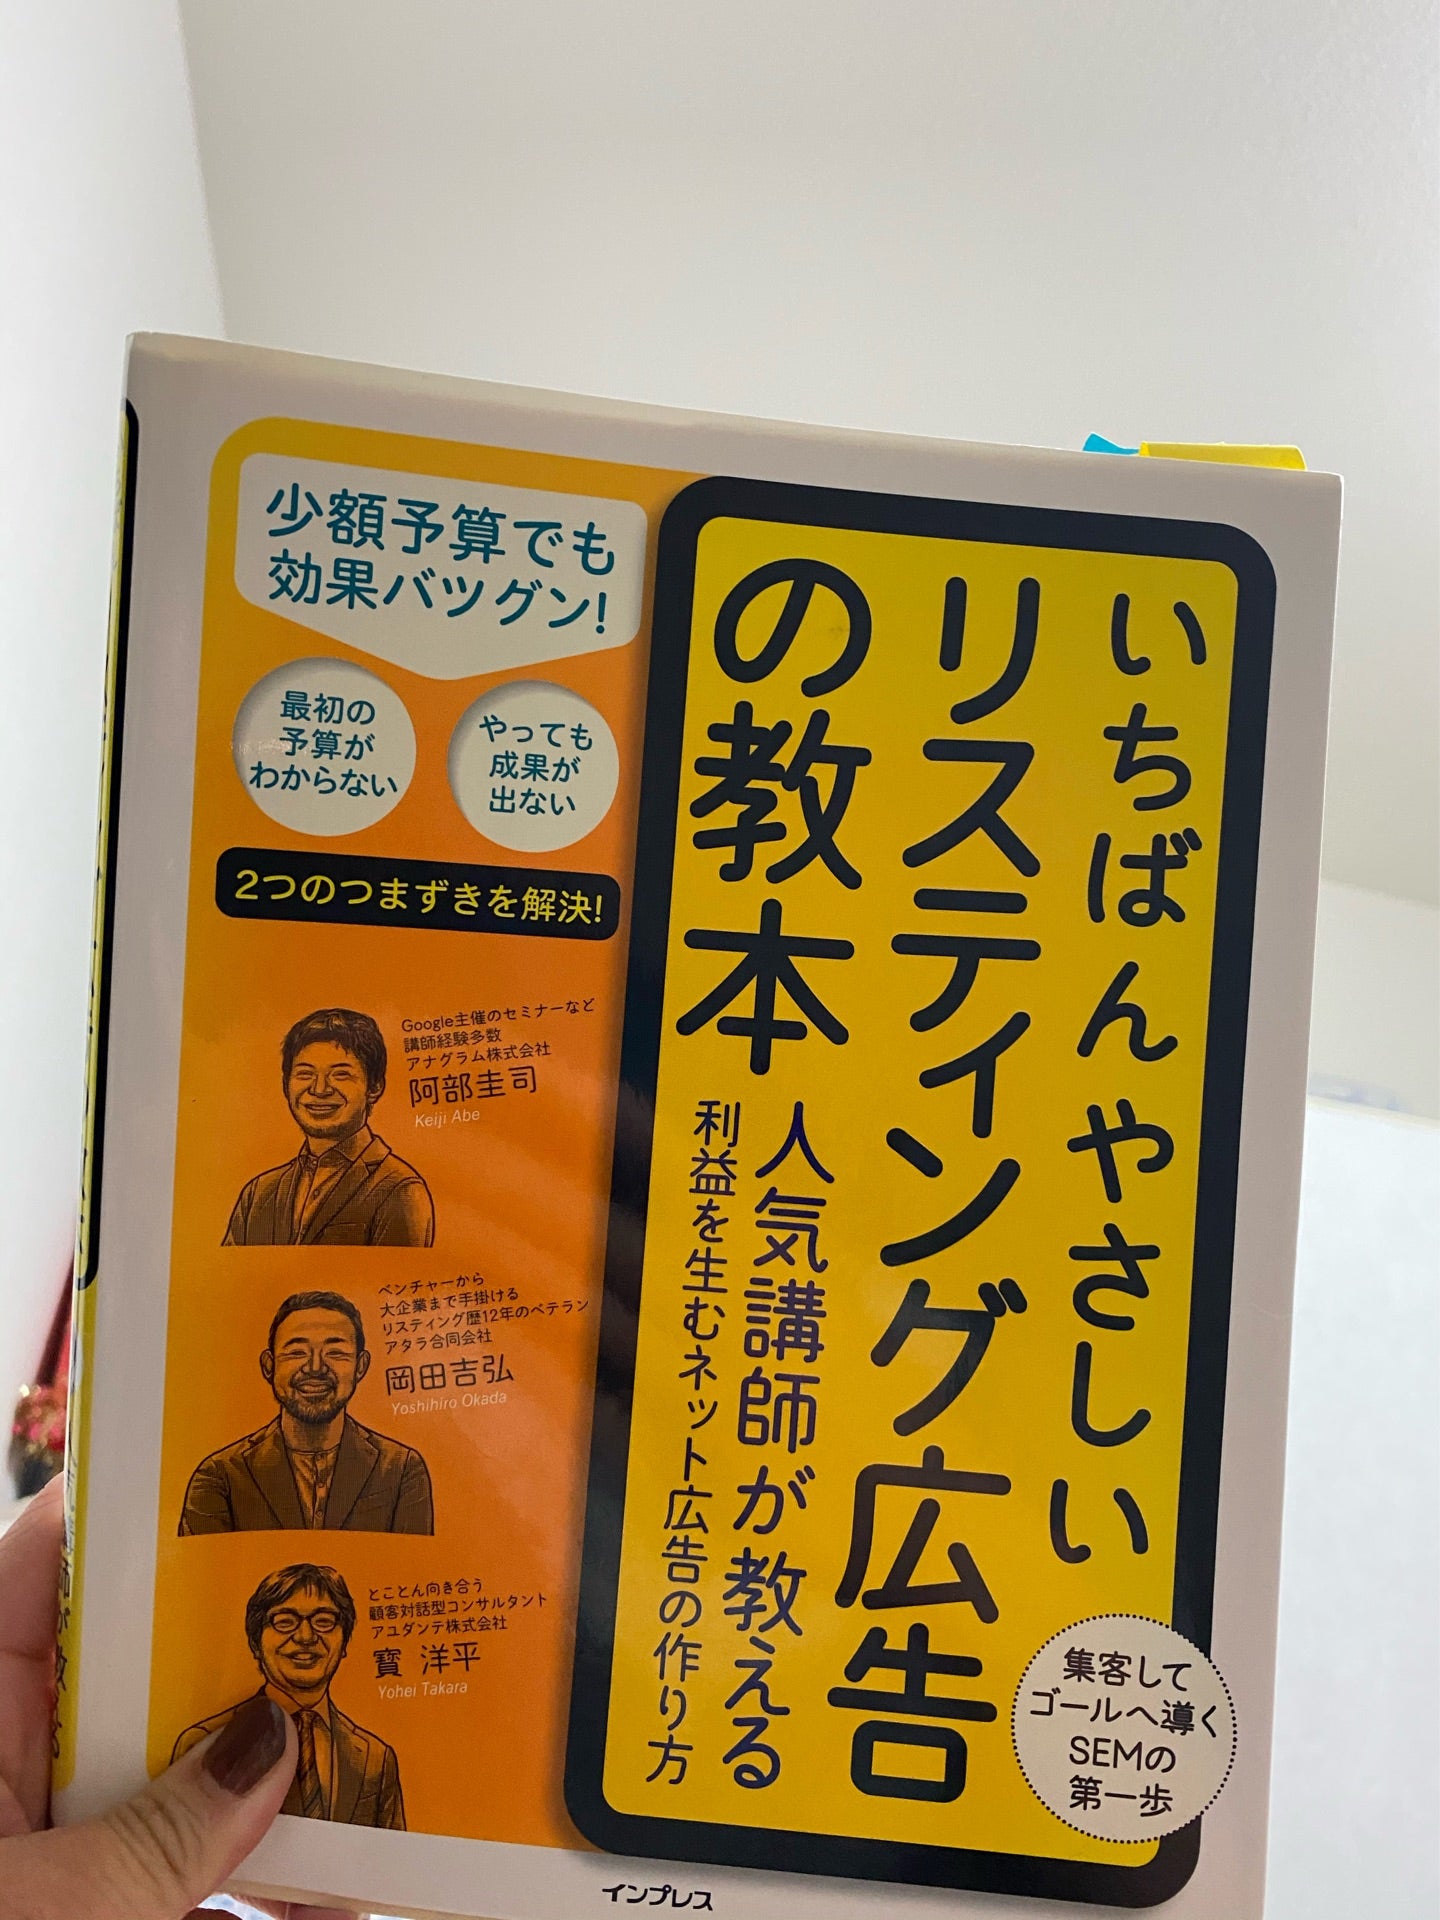 いちばんやさしい
リスティング広告
の教本
人気講師が教える
利益を生むネット広告の作り方
少額予算でも
効果バツグン!
最初の
予算が
わからない
やっても
成果が
出ない
2つのつまずきを解決!
Google主催のセミナーなど
講師経験多数
アナグラム株式会社
阿部圭司
Keiji Abe
ベンチャーから
大企業まで手掛ける
リスティング歴12年のベテラン
アタラ合同会社
岡田吉弘
Yoshihiro Okada
とことん向き合う
顧客対話型コンサルタント
アユダンテ株式会社
寶 洋平
Yohei Takara
集客して
ゴールへ導く
SEMの
第一歩
インプレス